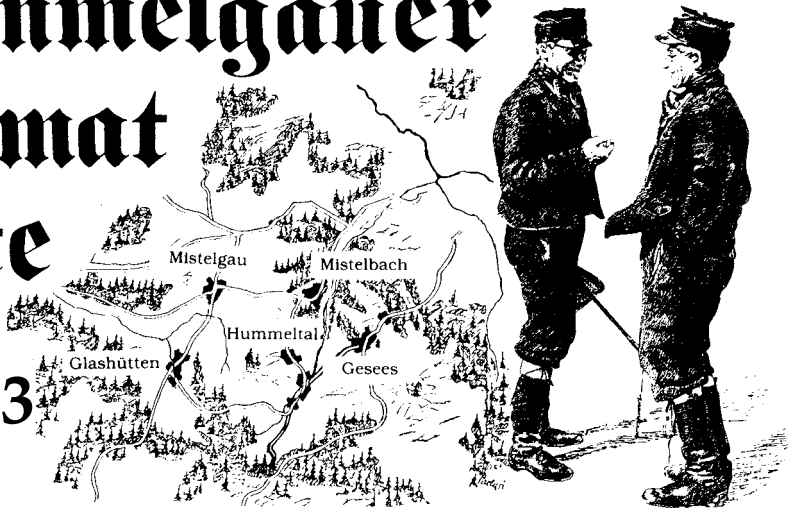 mmelgauer
mat
te
Mistelgau
Mistelbach
Hummeltal
Glashütten
Gesees
3